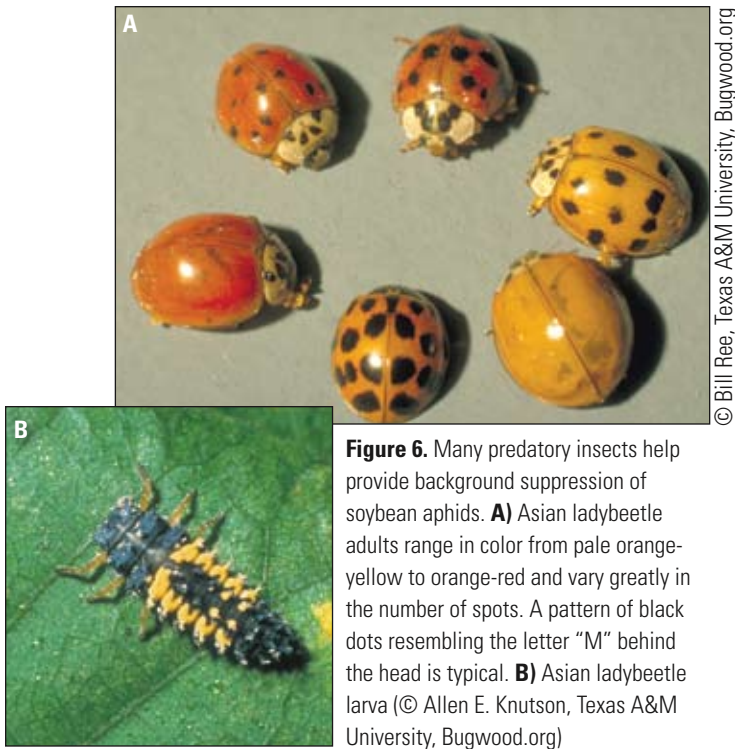 A
© Bill Ree, Texas A&M University, Bugwood.org
B
Figure 6. Many predatory insects help
provide background suppression of
soybean aphids. A) Asian ladybeetle
adults range in color from pale orange-
yellow to orange-red and vary greatly in
the number of spots. A pattern of black
dots resembling the letter “M” behind
the head is typical. B) Asian ladybeetle
larva (© Allen E. Knutson, Texas A&M
University, Bugwood.org)